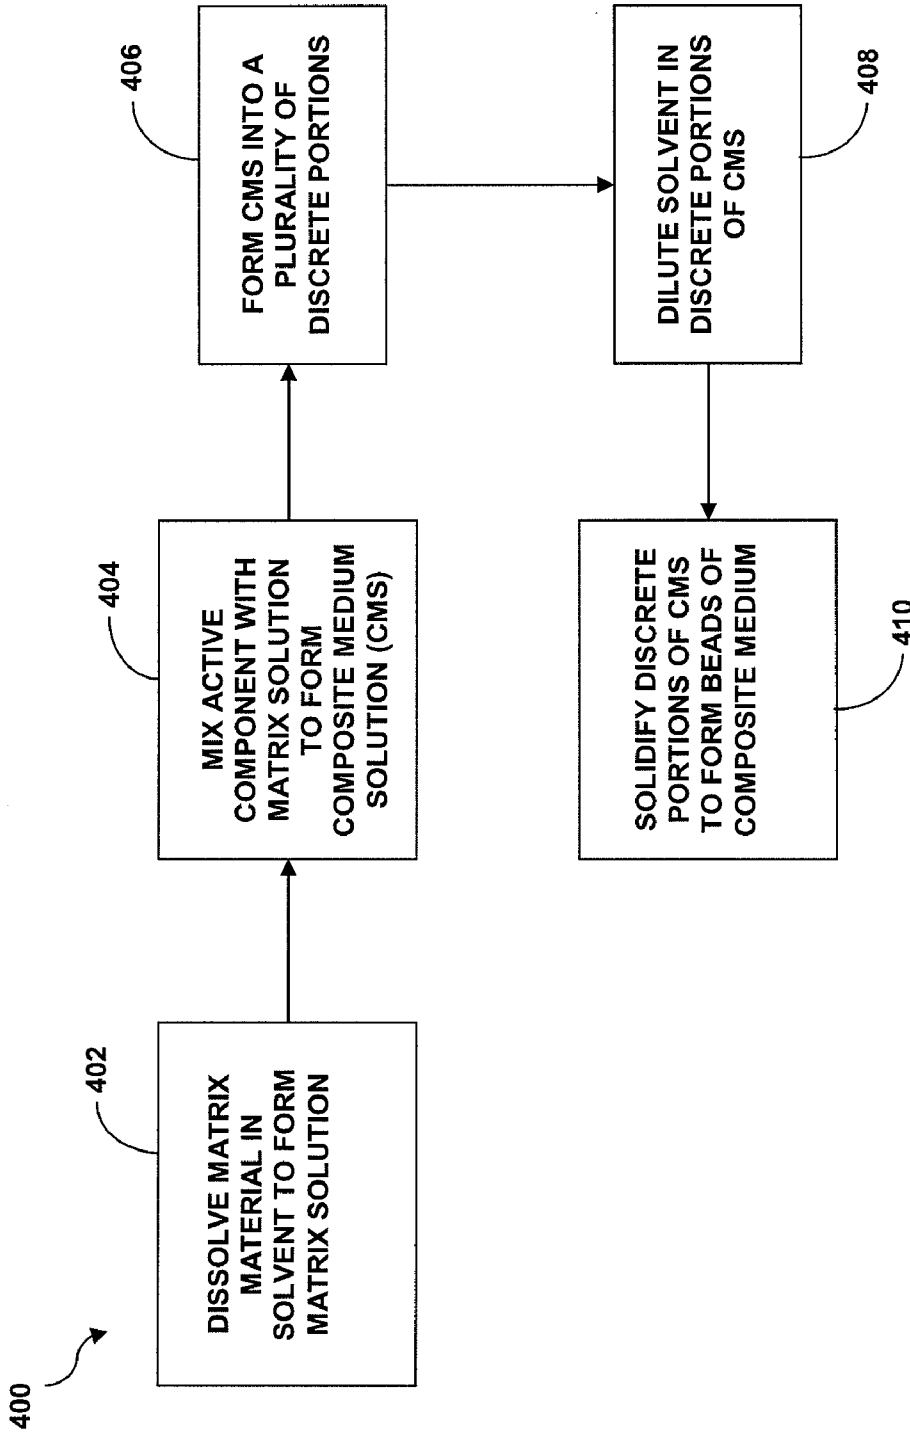 400
402
DISSOLVE MATRIX
MATERIAL IN
SOLVENT TO FORM
MATRIX SOLUTION
404
MIX ACTIVE
COMPONENT WITH
MATRIX SOLUTION
TO FORM
COMPOSITE MEDIUM
SOLUTION (CMS)
406
FORM CMS INTO A
PLURALITY OF
DISCRETE PORTIONS
DILUTE SOLVENT IN
DISCRETE PORTIONS
OF CMS
408
SOLIDIFY DISCRETE
PORTIONS OF CMS
TO FORM BEADS OF
COMPOSITE MEDIUM
410